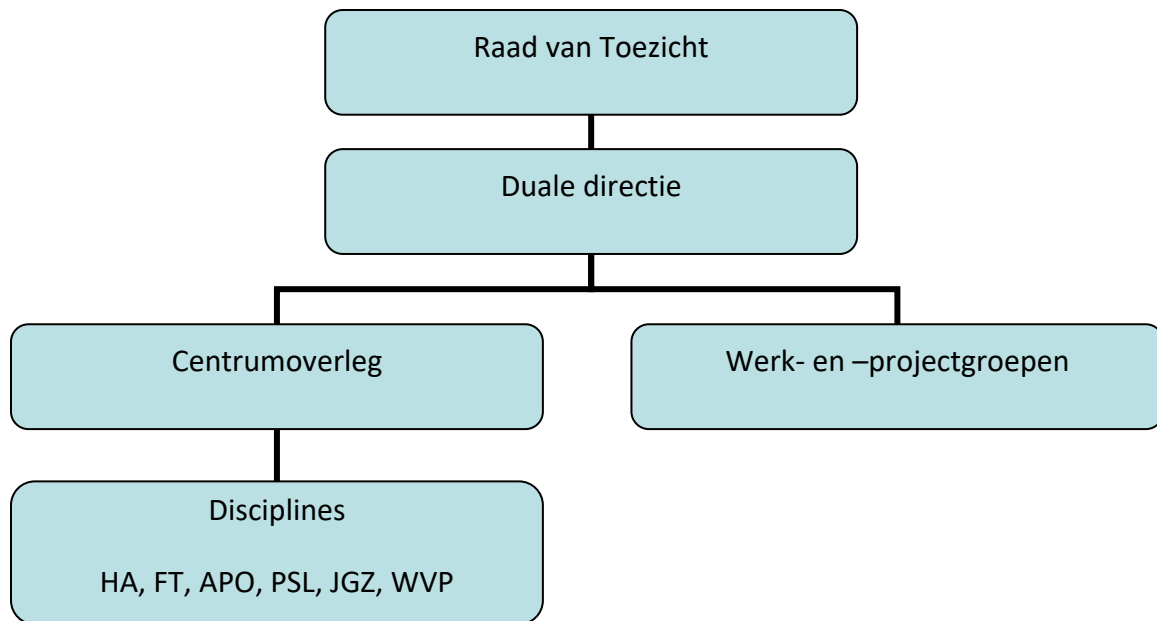 Raad van Toezicht
Duale directie
Centrumoverleg
Werk- en –projectgroepen
Disciplines
HA, FT, APO, PSL, JGZ, WVP